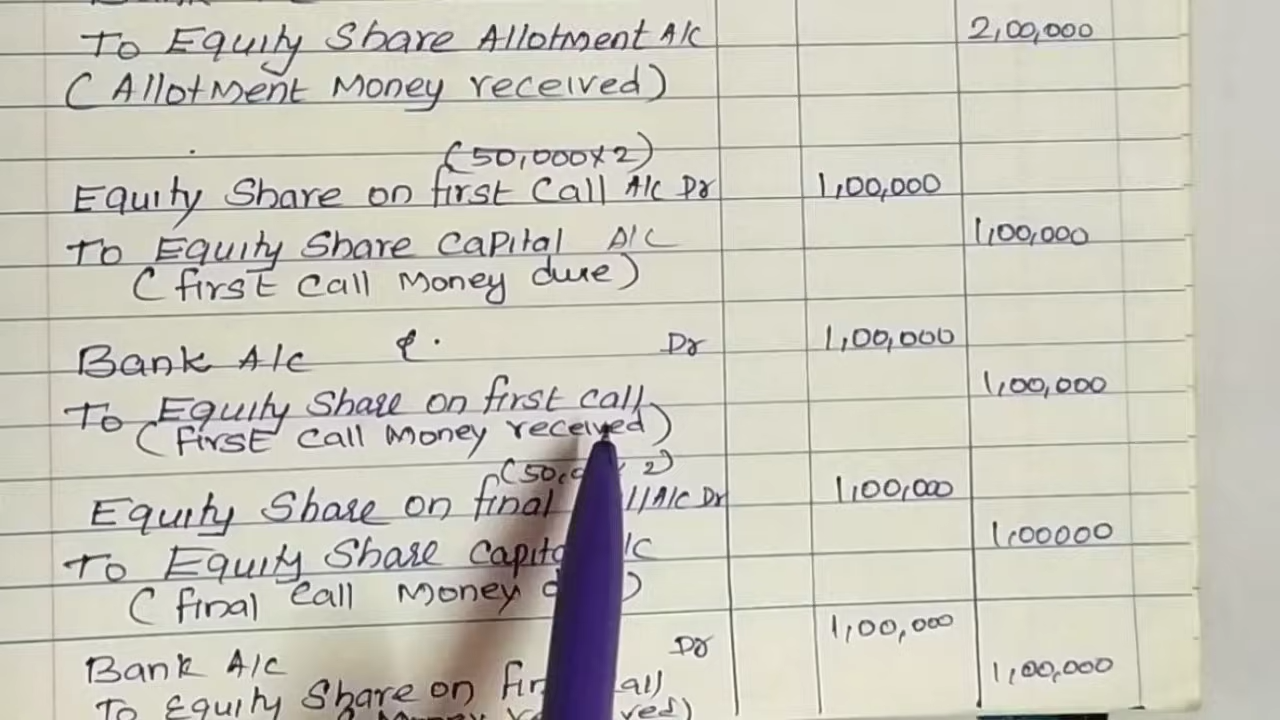 To Equity Share Allotment A/c 2,00,000
(Allotment Money received)
(50,000×2)
Equity Share on first Call A/c Dr 1,00,000
To Equity Share Capital A/c 1,00,000
(first call Money due)
Bank A/c Dr 1,00,000
To Equity Share on first call 1,00,000
(First call Money received)
2)
Equity Share on final A/c Dr 1,00,000
To Equity Share 1,00000
(final call Money
Bank A/c Dr 1,00,000
To Equity Share on 1,00,000